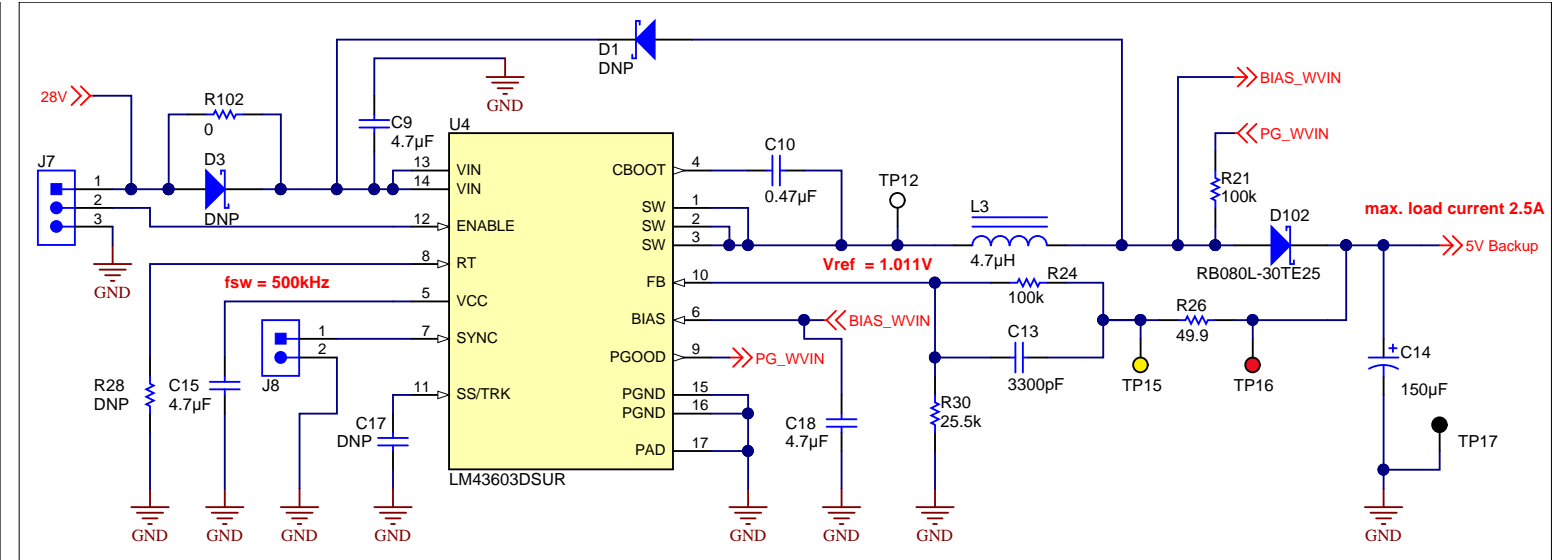 D1
DNP
BIAS_WVIN
28V
R102
0
GND
C9
4.7µF
U4
PG_WVIN
J7
1
2
3
D3
DNP
13
VIN
14
VIN
12
ENABLE
8
RT
5
VCC
7
SYNC
11
SS/TRK
CBOOT
4
SW
1
SW
2
SW
3
FB
10
BIAS
6
PGOOD
9
PGND
15
PGND
16
PAD
17
LM43603DSUR
C10
0.47µF
TP12
L3
4.7µH
R21
100k
D102
RB080L-30TE25
max. load current 2.5A
5V Backup
GND
fsw = 500kHz
Vref = 1.011V
R24
100k
BIAS_WVIN
C13
3300pF
R26
49.9
TP15
TP16
PG_WVIN
J8
1
2
R28
DNP
C15
4.7µF
C17
DNP
C18
4.7µF
R30
25.5k
C14
+
150µF
TP17
GND
GND
GND
GND
GND
GND
GND
GND